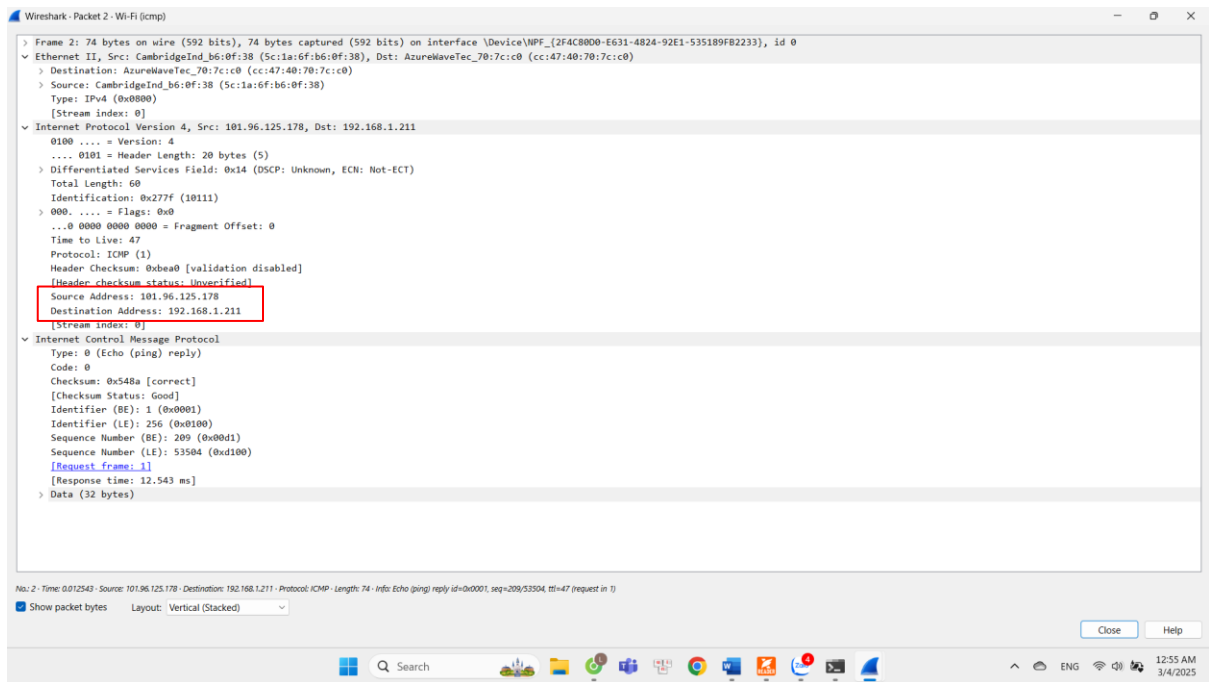 Wireshark · Packet 2 · Wi-Fi (icmp)
Frame 2: 74 bytes on wire (592 bits), 74 bytes captured (592 bits) on interface \Device\NPF_{2F4C80D0-E631-4824-92E1-535189FB2233}, id 0
Ethernet II, Src: CambridgeInd_b6:0f:38 (5c:1a:6f:b6:0f:38), Dst: AzureWaveTec_70:7c:c0 (cc:47:40:70:7c:c0)
Destination: AzureWaveTec_70:7c:c0 (cc:47:40:70:7c:c0)
Source: CambridgeInd_b6:0f:38 (5c:1a:6f:b6:0f:38)
Type: IPv4 (0x0800)
[Stream index: 0]
Internet Protocol Version 4, Src: 101.96.125.178, Dst: 192.168.1.211
0100 .... = Version: 4
.... 0101 = Header Length: 20 bytes (5)
Differentiated Services Field: 0x14 (DSCP: Unknown, ECN: Not-ECT)
Total Length: 60
Identification: 0x277f (10111)
000. .... = Flags: 0x0
...0 0000 0000 0000 = Fragment Offset: 0
Time to Live: 47
Protocol: ICMP (1)
Header Checksum: 0xbea0 [validation disabled]
[Header checksum status: Unverified]
Source Address: 101.96.125.178
Destination Address: 192.168.1.211
[Stream index: 0]
Internet Control Message Protocol
Type: 0 (Echo (ping) reply)
Code: 0
Checksum: 0x548a [correct]
[Checksum Status: Good]
Identifier (BE): 1 (0x0001)
Identifier (LE): 256 (0x0100)
Sequence Number (BE): 209 (0x00d1)
Sequence Number (LE): 53504 (0xd100)
[Request frame: 1]
[Response time: 12.543 ms]
Data (32 bytes)
No.: 2 · Time: 0.012543 · Source: 101.96.125.178 · Destination: 192.168.1.211 · Protocol: ICMP · Length: 74 · Info: Echo (ping) reply id=0x0001, seq=209/53504, ttl=47 (request in 1)
Show packet bytes Layout: Vertical (Stacked)
Close Help
Search ENG 12:55 AM
3/4/2025